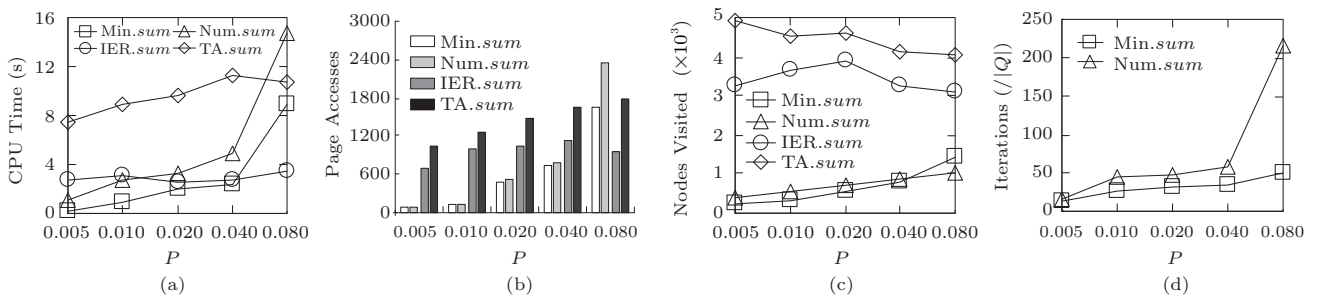 16
12
8
4
0
CPU Time (s)
Min.sum
Num.sum
IER.sum
TA.sum
0.005
0.010
0.020
0.040
0.080
P
(a)
3000
2400
1800
1200
600
0
Page Accesses
Min.sum
Num.sum
IER.sum
TA.sum
0.005
0.010
0.020
0.040
0.080
P
(b)
5
4
3
2
1
0
Nodes Visited (×10³)
Min.sum
Num.sum
IER.sum
TA.sum
0.005
0.010
0.020
0.040
0.080
P
(c)
250
200
150
100
50
0
Iterations (/|Q|)
Min.sum
Num.sum
0.005
0.010
0.020
0.040
0.080
P
(d)